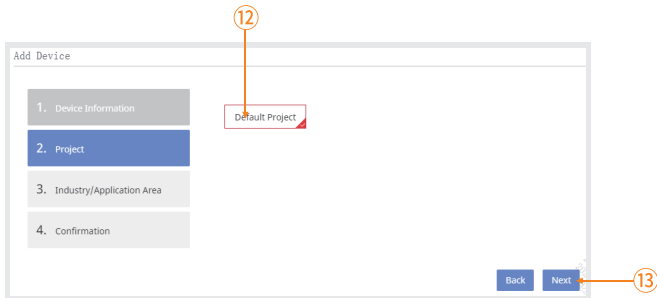 ⑫
Add Device
1. Device Information
Default Project
2. Project
3. Industry/Application Area
4. Confirmation
Back Next ⑬